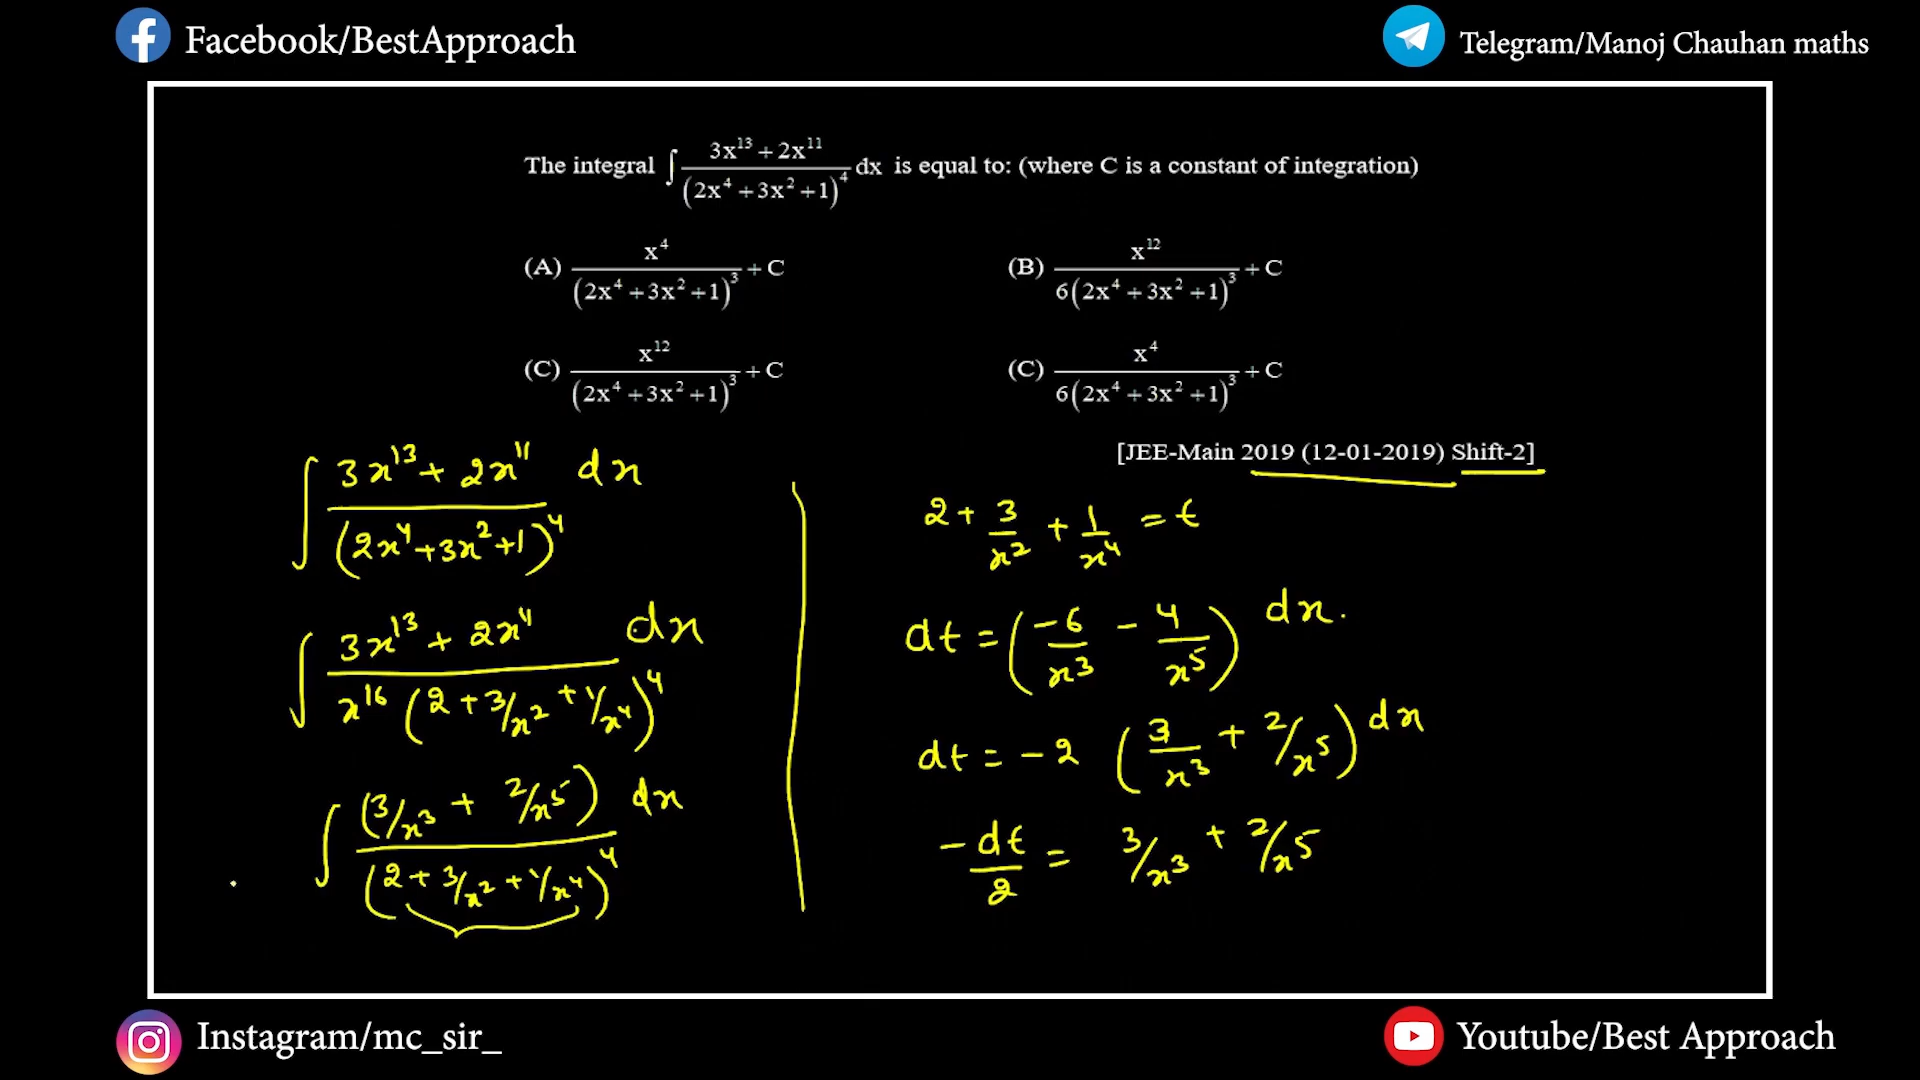 Facebook/BestApproach
Telegram/Manoj Chauhan maths
The integral ∫ (3x¹³ + 2x¹¹)/(2x⁴ + 3x² + 1)⁴ dx is equal to: (where C is a constant of integration)
(A) x⁴/(2x⁴ + 3x² + 1)³ + C
(B) x¹²/6(2x⁴ + 3x² + 1)³ + C
(C) x¹²/(2x⁴ + 3x² + 1)³ + C
(C) x⁴/6(2x⁴ + 3x² + 1)³ + C
[JEE-Main 2019 (12-01-2019) Shift-2]
∫ (3x¹³ + 2x¹¹)/(2x⁴ + 3x² + 1)⁴ dx
∫ (3x¹³ + 2x¹¹)/(x¹⁶ (2 + 3/x² + 1/x⁴)⁴) dx
∫ (3/x³ + 2/x⁵)/(2 + 3/x² + 1/x⁴)⁴ dx
2 + 3/x² + 1/x⁴ = t
dt = (-6/x³ - 4/x⁵) dx.
dt = -2 (3/x³ + 2/x⁵) dx
-dt/2 = 3/x³ + 2/x⁵
Instagram/mc_sir_
Youtube/Best Approach